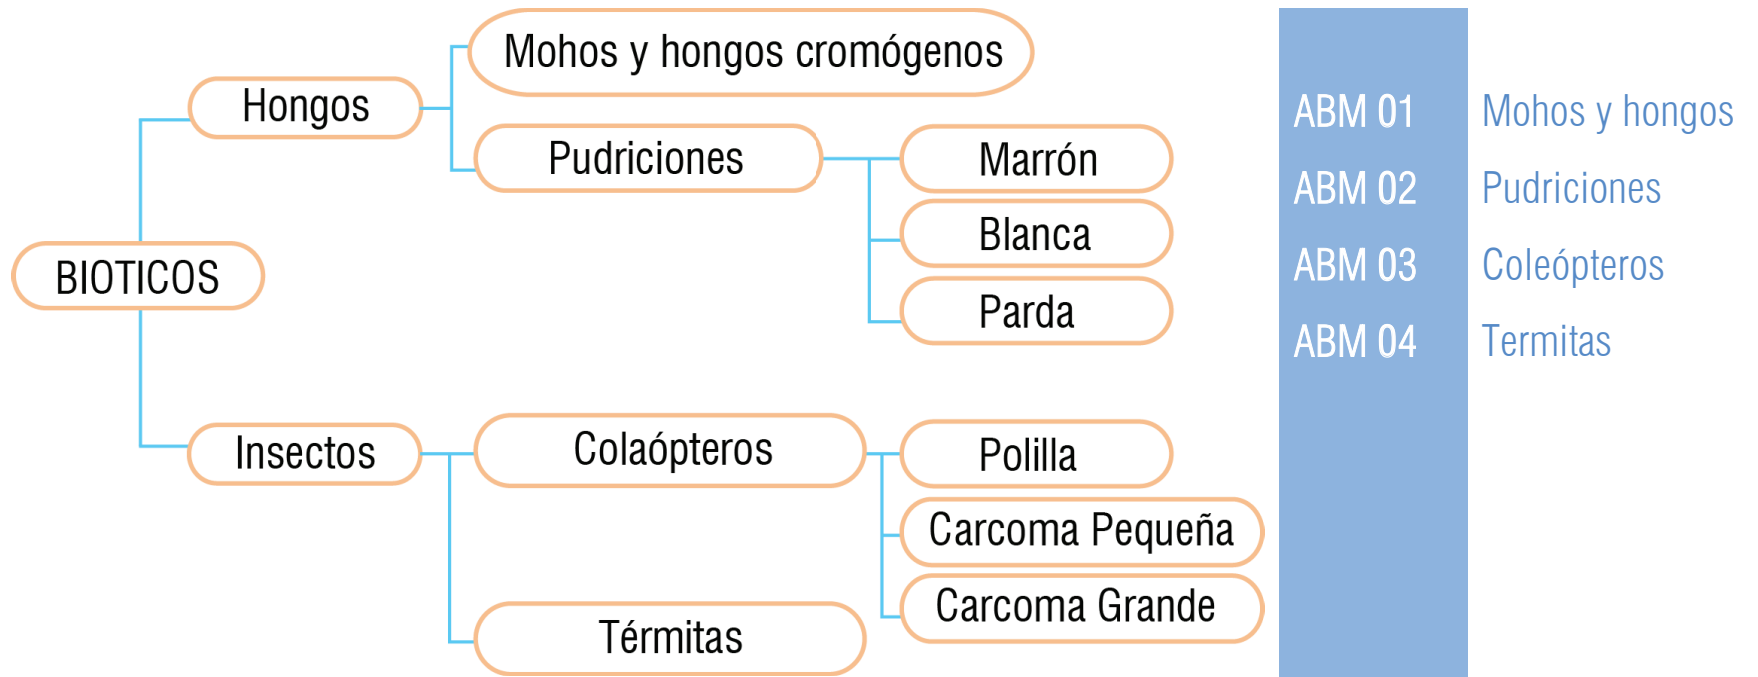 Mohos y hongos cromógenos
Hongos
Pudriciones
Marrón
Blanca
Parda
BIOTICOS
Insectos
Colaópteros
Polilla
Carcoma Pequeña
Carcoma Grande
Térmitas
ABM 01 Mohos y hongos
ABM 02 Pudriciones
ABM 03 Coleópteros
ABM 04 Termitas